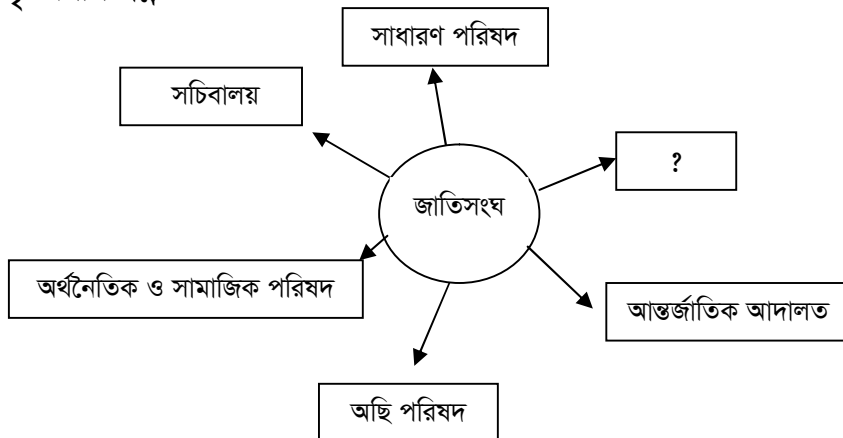 সাধারণ পরিষদ
সচিবালয়
?
জাতিসংঘ
অর্থনৈতিক ও সামাজিক পরিষদ
আন্তর্জাতিক আদালত
অছি পরিষদ